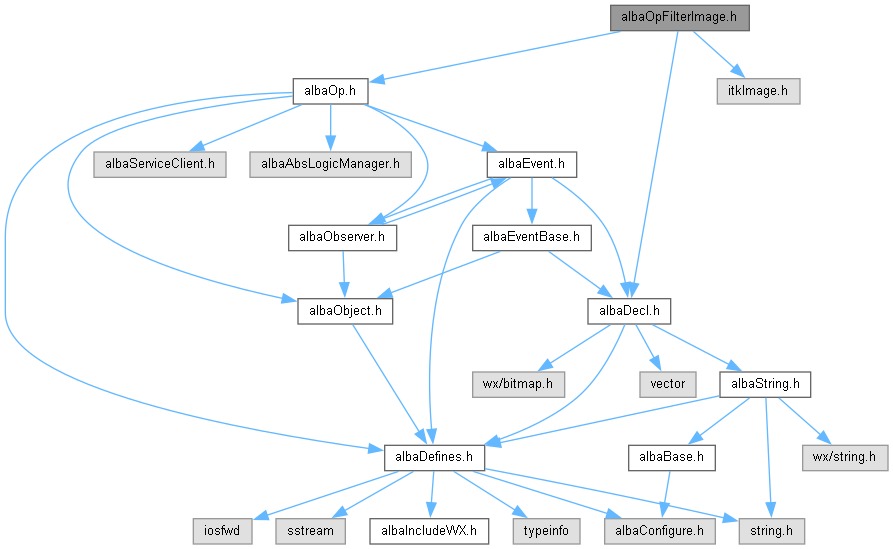 albaOpFilterImage.h
albaOp.h
itkImage.h
albaServiceClient.h
albaAbsLogicManager.h
albaEvent.h
albaObserver.h
albaEventBase.h
albaObject.h
albaDecl.h
wx/bitmap.h
vector
albaString.h
albaDefines.h
albaBase.h
wx/string.h
iosfwd
sstream
albaIncludeWX.h
typeinfo
albaConfigure.h
string.h